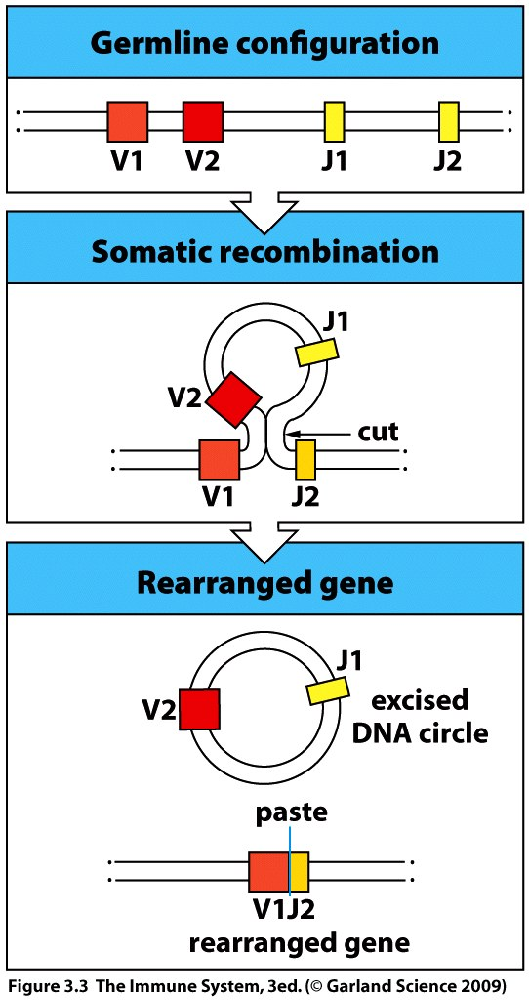 Germline configuration
V1 V2 J1 J2
Somatic recombination
J1
V2
cut
V1 J2
Rearranged gene
J1
V2
excised
DNA circle
paste
V1J2
rearranged gene
Figure 3.3 The Immune System, 3ed. (© Garland Science 2009)